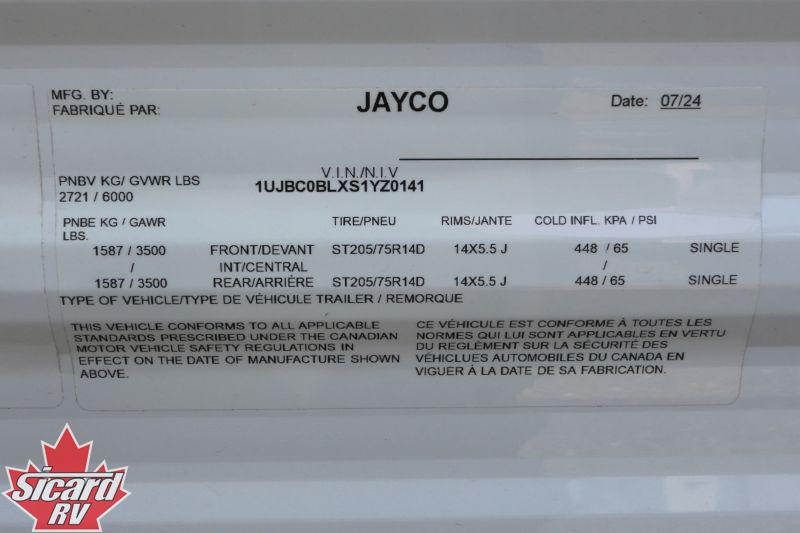 MFG. BY:
FABRIQUÉ PAR:
JAYCO
Date: 07/24
V.I.N./N.I.V
PNBV KG/ GVWR LBS
2721 / 6000
1UJBC0BLXS1YZ0141
PNBE KG / GAWR TIRE/PNEU RIMS/JANTE COLD INFL. KPA / PSI
LBS.
1587 / 3500 FRONT/DEVANT ST205/75R14D 14X5.5 J 448 / 65 SINGLE
/ INT/CENTRAL /
1587 / 3500 REAR/ARRIÈRE ST205/75R14D 14X5.5 J 448 / 65 SINGLE
TYPE OF VEHICLE/TYPE DE VÉHICULE TRAILER / REMORQUE
THIS VEHICLE CONFORMS TO ALL APPLICABLE
STANDARDS PRESCRIBED UNDER THE CANADIAN
MOTOR VEHICLE SAFETY REGULATIONS IN
EFFECT ON THE DATE OF MANUFACTURE SHOWN
ABOVE.
CE VÉHICULE EST CONFORME À TOUTES LES
NORMES QUI LUI SONT APPLICABLES EN VERTU
DU REGLÈMENT SUR LA SÉCURITÉ DES
VÉHICLUES AUTOMOBILES DU CANADA EN
VIGUER À LA DATE DE SA FABRICATION.
Sicard
RV